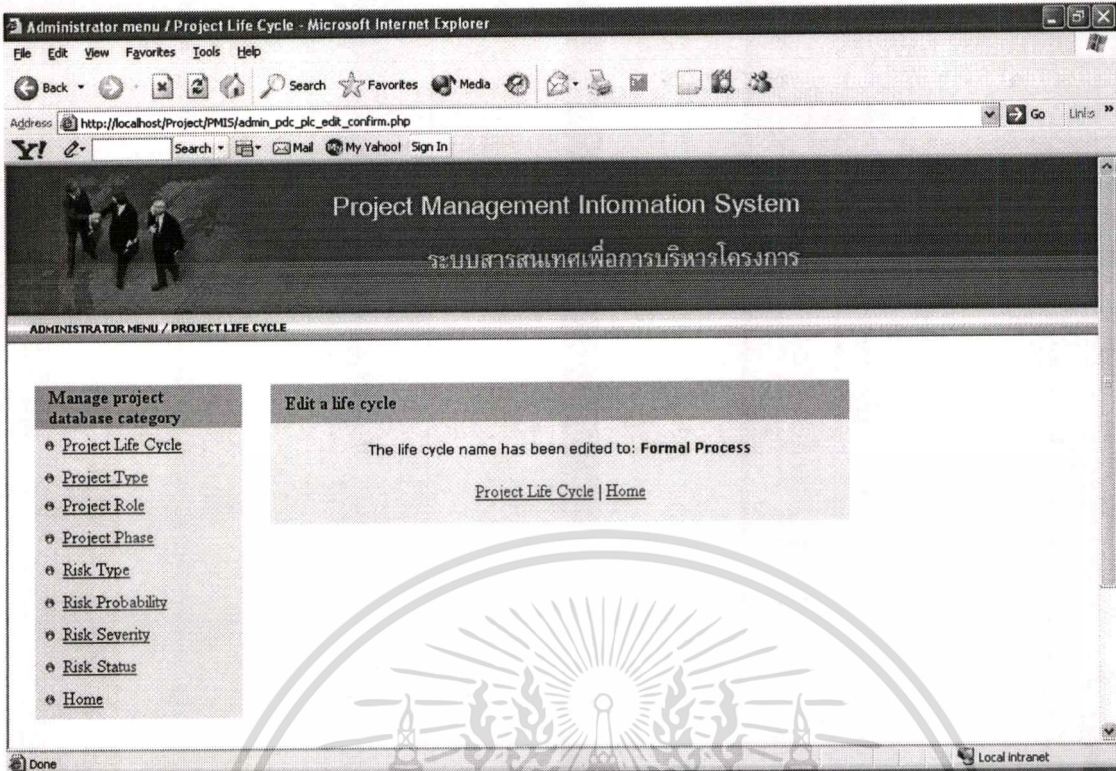 Administrator menu / Project Life Cycle - Microsoft Internet Explorer
File Edit View Favorites Tools Help
Back Search Favorites Media
Address http://localhost/Project/PMIS/admin_pdc_plc_edit_confirm.php Go Links »
Y! Search Mail My Yahoo! Sign In
Project Management Information System
ระบบสารสนเทศเพื่อการบริหารโครงการ
ADMINISTRATOR MENU / PROJECT LIFE CYCLE
Manage project
database category
Project Life Cycle
Project Type
Project Role
Project Phase
Risk Type
Risk Probability
Risk Severity
Risk Status
Home
Edit a life cycle
The life cycle name has been edited to: Formal Process
Project Life Cycle | Home
Done Local intranet